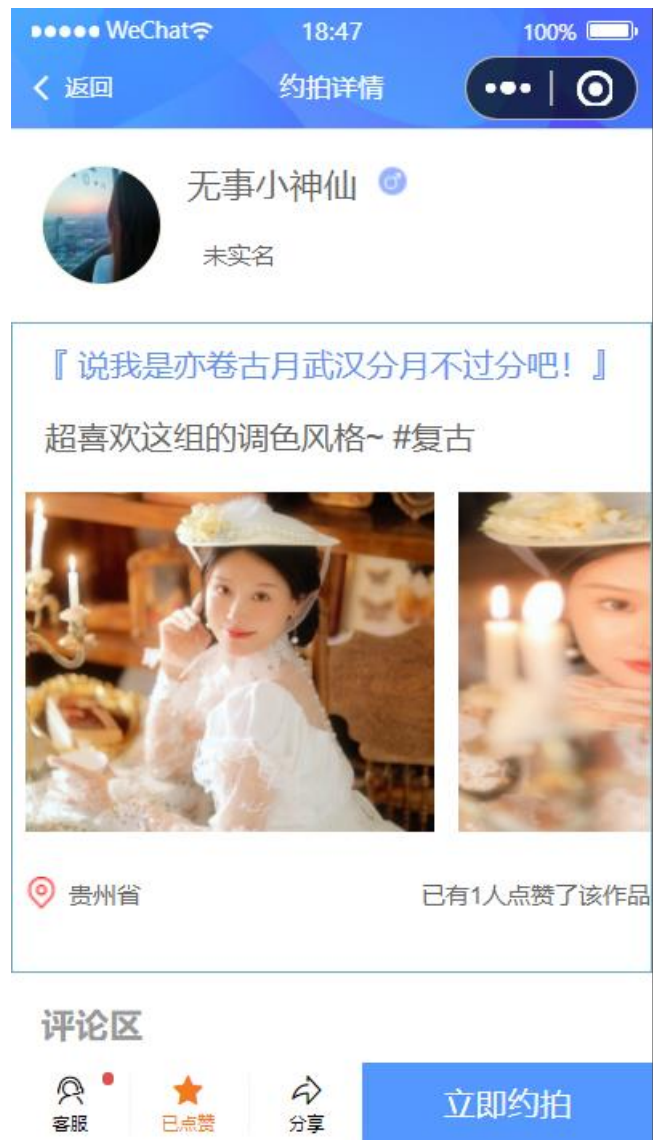 WeChat 18:47 100%
返回 约拍详情
无事小神仙
未实名
『 说我是亦卷古月武汉分月不过分吧！』
超喜欢这组的调色风格~ #复古
贵州省 已有1人点赞了该作品
评论区
客服 已点赞 分享 立即约拍